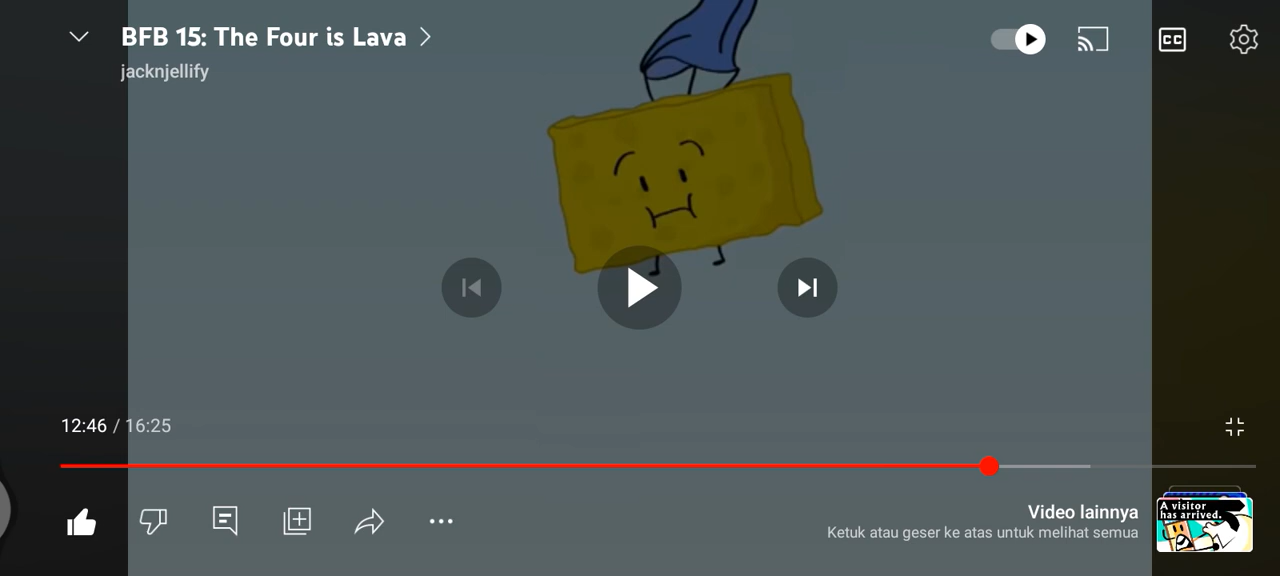 BFB 15: The Four is Lava
jacknjellify
CC
12:46 / 16:25
Video lainnya
Ketuk atau geser ke atas untuk melihat semua
A visitor
has arrived.